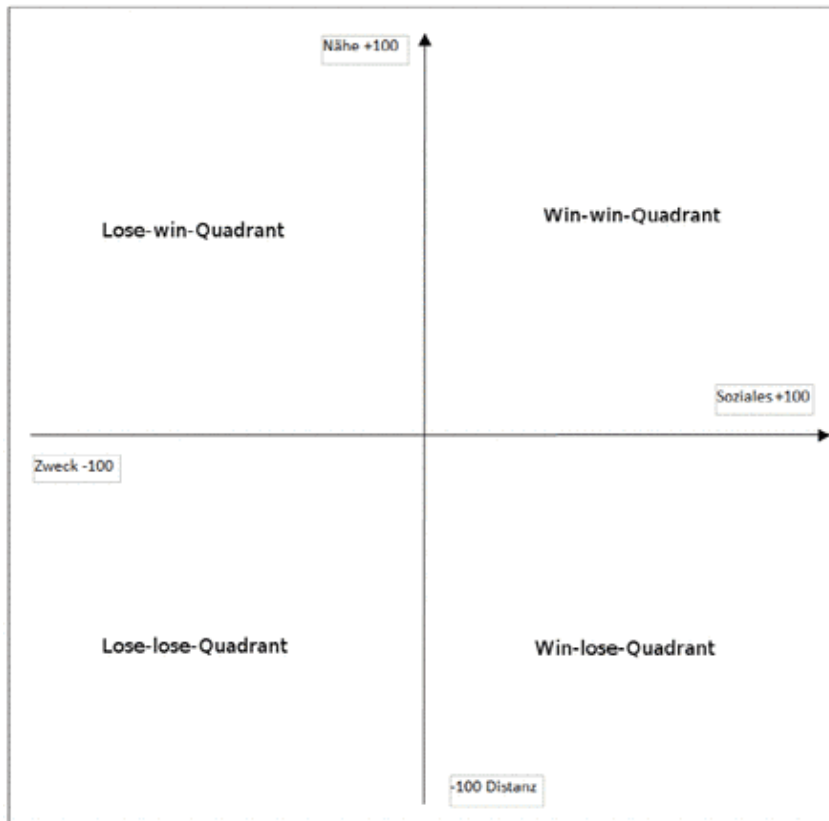 Nähe +100
Win-win-Quadrant
Lose-win-Quadrant
Soziales +100
Zweck -100
Lose-lose-Quadrant
Win-lose-Quadrant
-100 Distanz